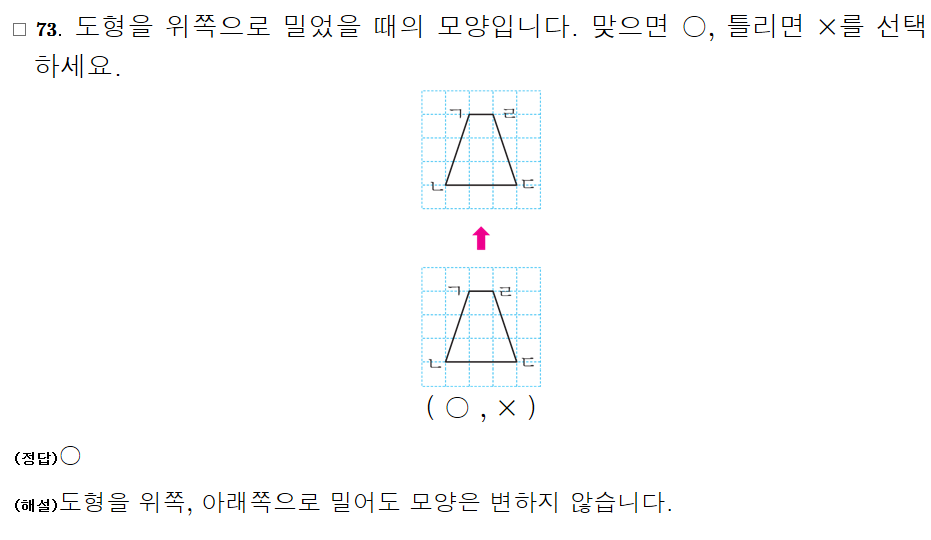 □ 73. 도형을 위쪽으로 밀었을 때의 모양입니다. 맞으면 ○, 틀리면 ×를 선택
하세요.
ㄱ ㄹ
ㄴ ㄷ
ㄱ ㄹ
ㄴ ㄷ
( ○ , × )
(정답)○
(해설)도형을 위쪽, 아래쪽으로 밀어도 모양은 변하지 않습니다.